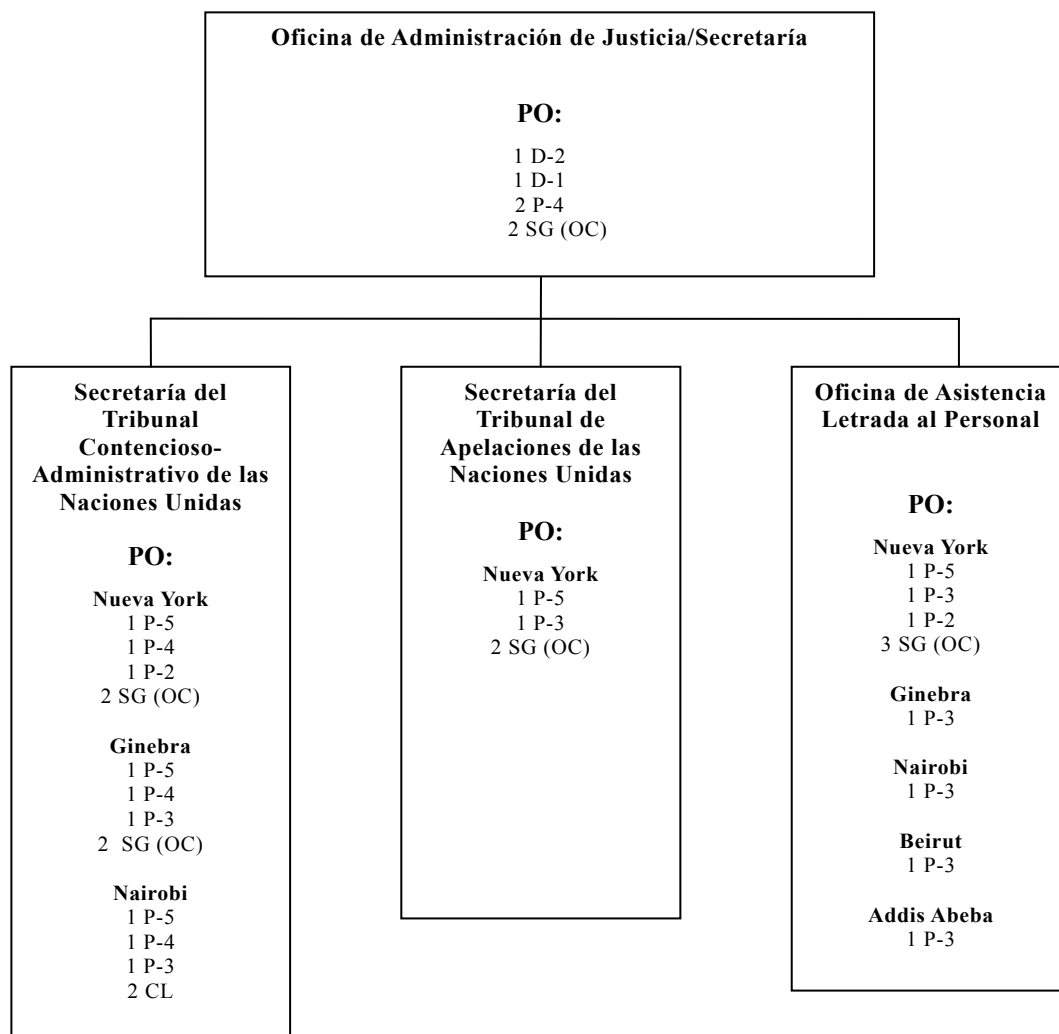 Oficina de Administración de Justicia/Secretaría
PO:
1 D-2
1 D-1
2 P-4
2 SG (OC)
Secretaría del
Tribunal
Contencioso-
Administrativo de las
Naciones Unidas
PO:
Nueva York
1 P-5
1 P-4
1 P-2
2 SG (OC)
Ginebra
1 P-5
1 P-4
1 P-3
2 SG (OC)
Nairobi
1 P-5
1 P-4
1 P-3
2 CL
Secretaría del
Tribunal de
Apelaciones de las
Naciones Unidas
PO:
Nueva York
1 P-5
1 P-3
2 SG (OC)
Oficina de Asistencia
Letrada al Personal
PO:
Nueva York
1 P-5
1 P-3
1 P-2
3 SG (OC)
Ginebra
1 P-3
Nairobi
1 P-3
Beirut
1 P-3
Addis Abeba
1 P-3